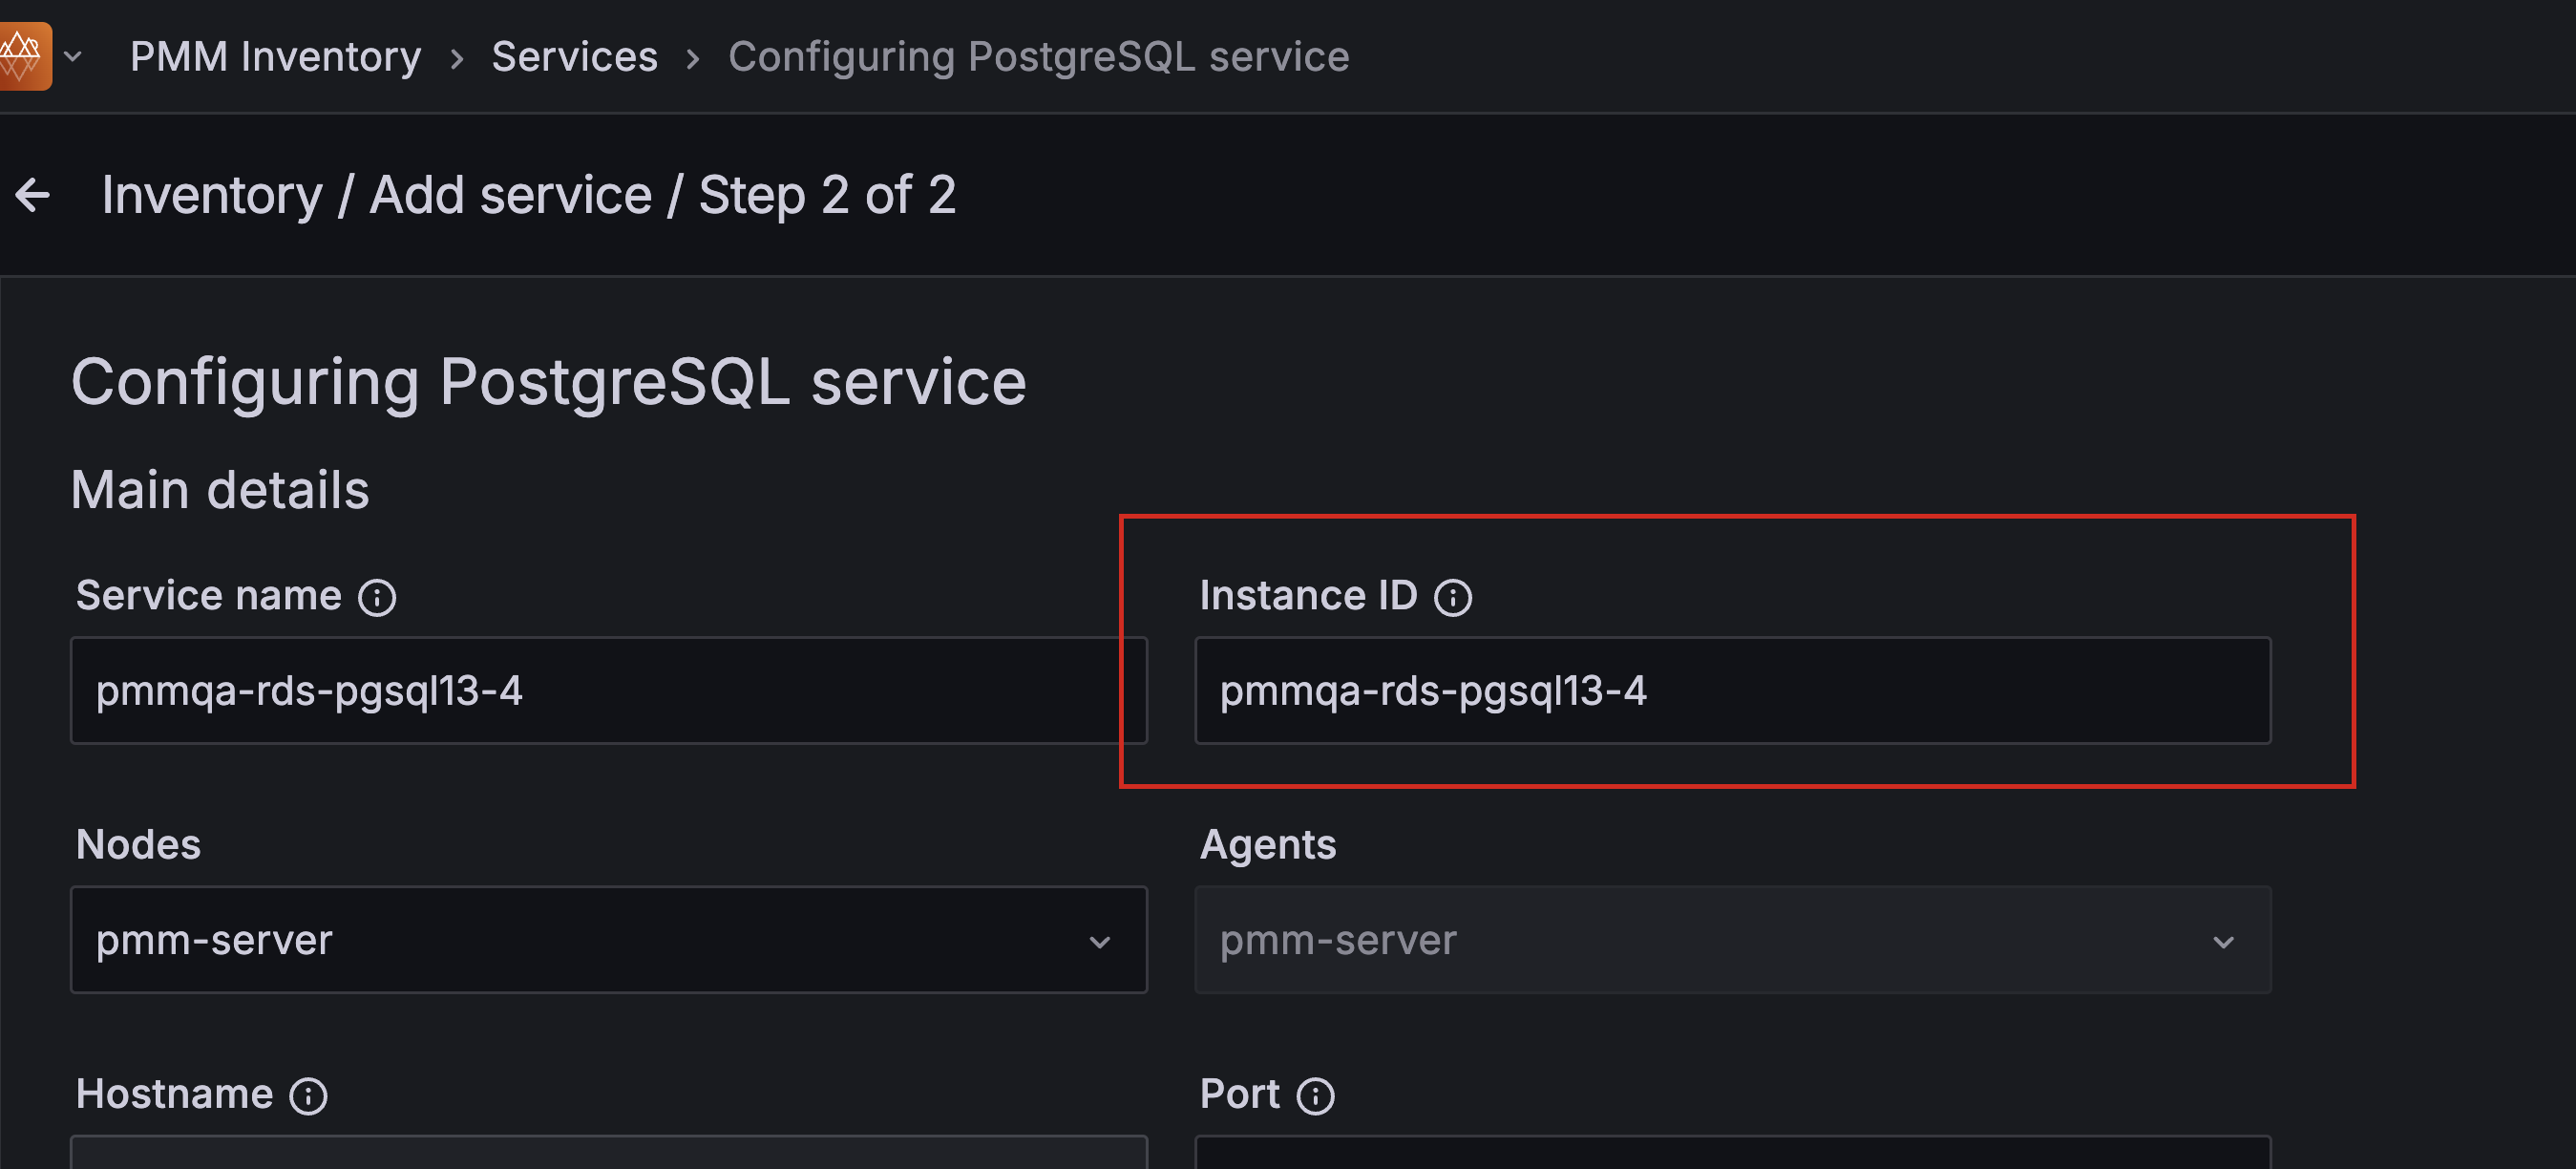 PMM Inventory › Services › Configuring PostgreSQL service
Inventory / Add service / Step 2 of 2
Configuring PostgreSQL service
Main details
Service name
Instance ID
pmmqa-rds-pgsql13-4
pmmqa-rds-pgsql13-4
Nodes
Agents
pmm-server
pmm-server
Hostname
Port